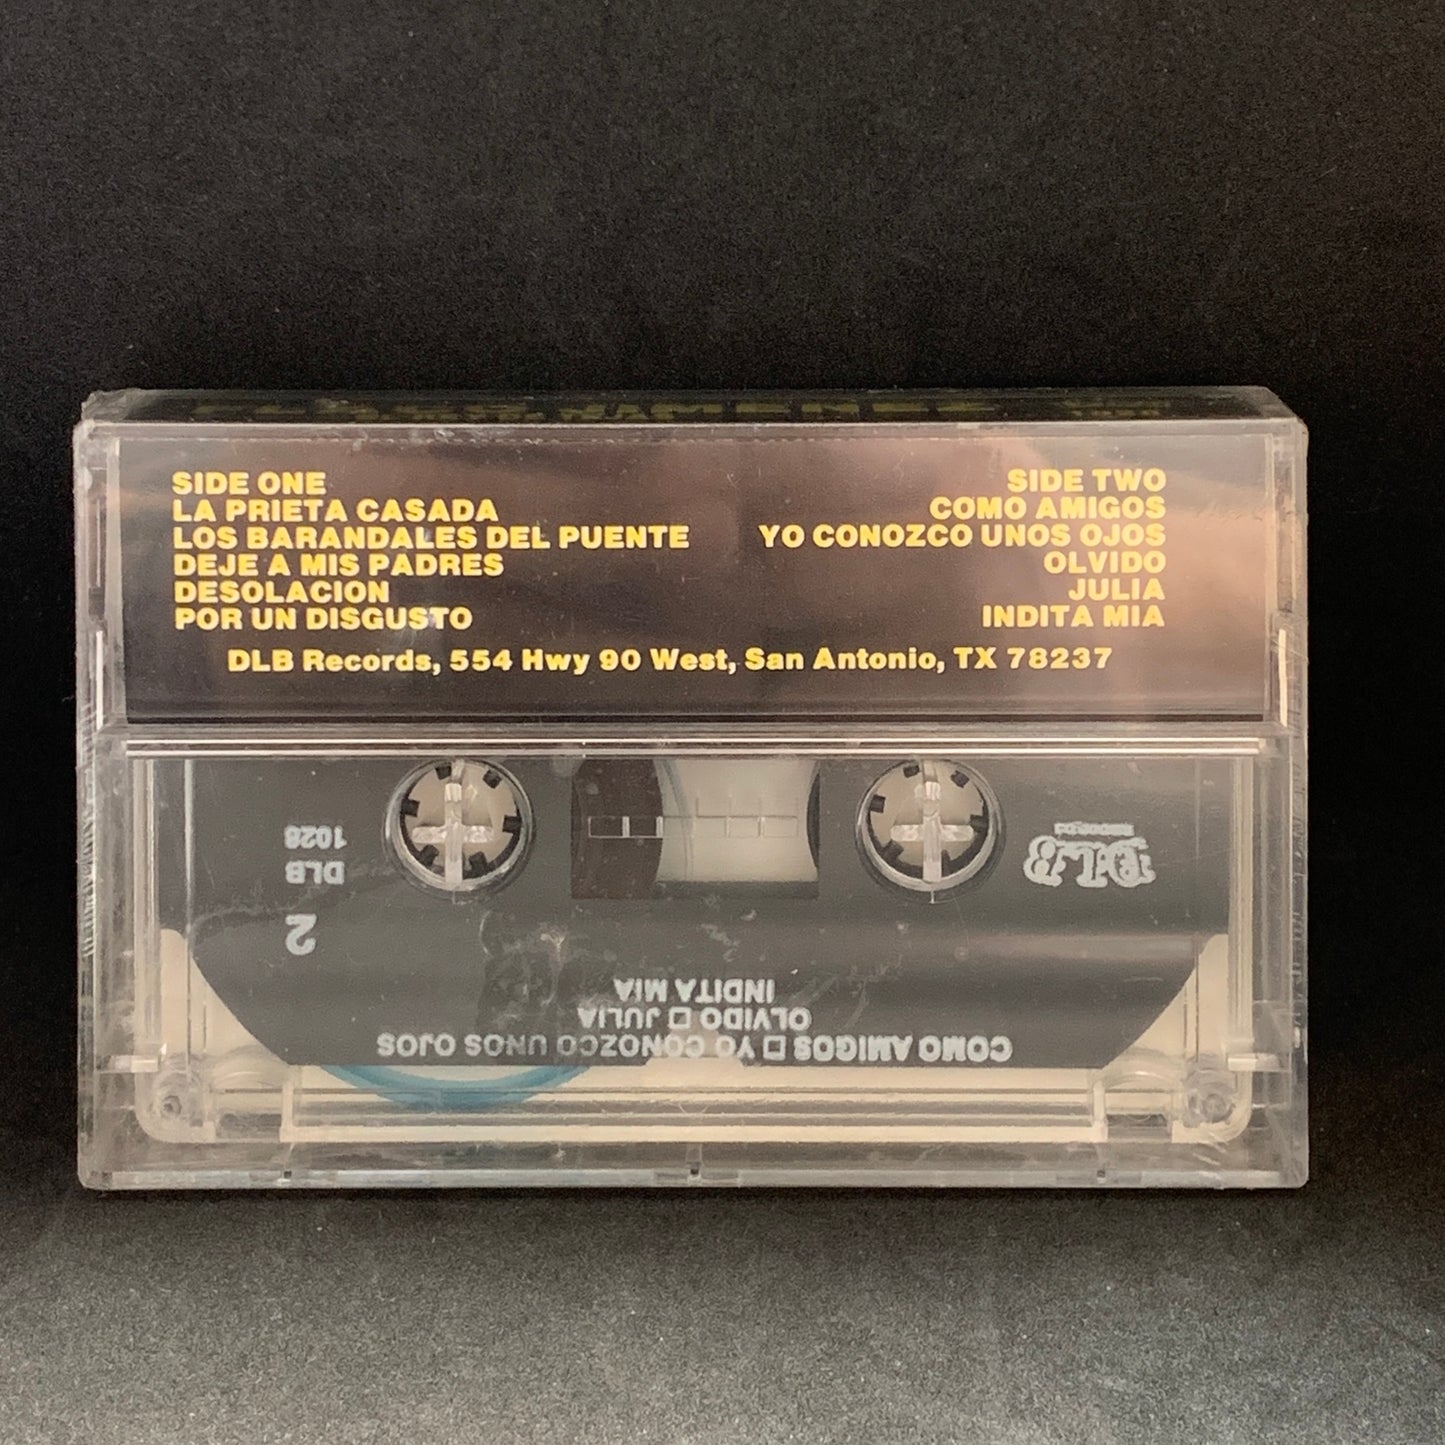 SIDE ONE
LA PRIETA CASADA
LOS BARANDALES DEL PUENTE
DEJE A MIS PADRES
DESOLACION
POR UN DISGUSTO
SIDE TWO
COMO AMIGOS
YO CONOZCO UNOS OJOS
OLVIDO
JULIA
INDITA MIA
DLB Records, 554 Hwy 90 West, San Antonio, TX 78237
COMO AMIGOS □ YO CONOZCO UNOS OJOS
OLVIDO □ JULIA
INDITA MIA
2
DLB
DLB
RECORDS